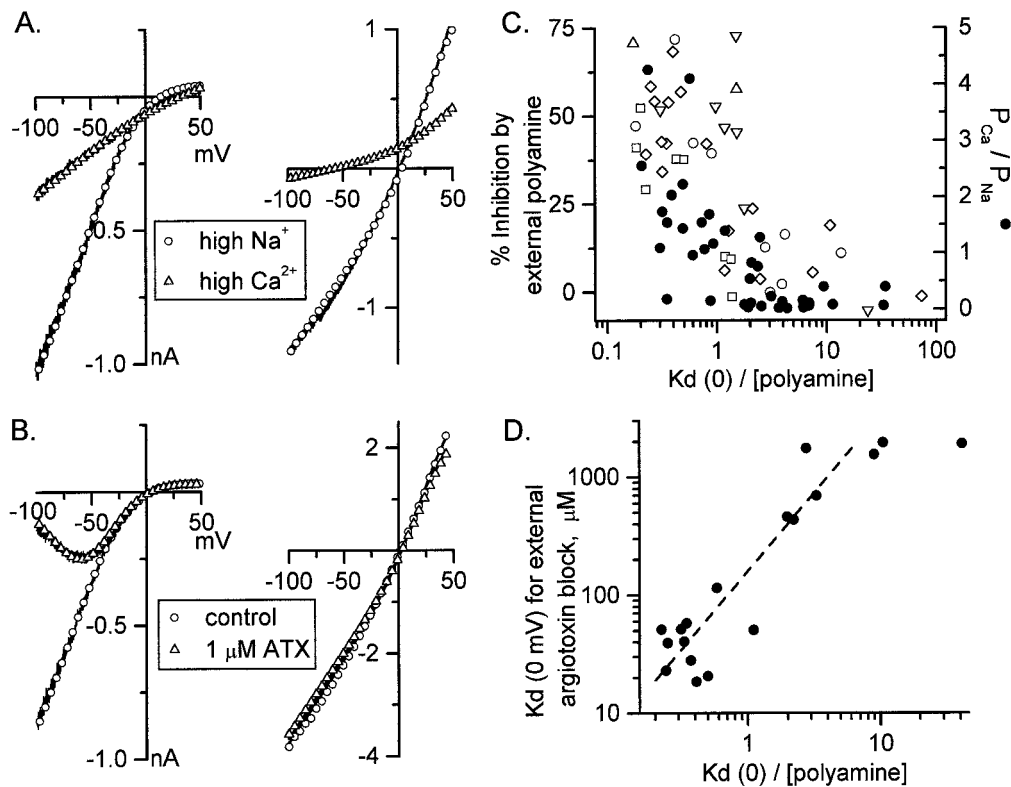 A.
-100
-50
50
mV
-0.5
-1.0
nA
high Na+
high Ca2+
1
-100
-50
50
-1
B.
-100
-50
50
mV
-0.5
-1.0
nA
control
1 μM ATX
2
-100
-50
50
-2
-4
C.
% Inhibition by
external polyamine
75
50
25
0
0.1
1
10
100
Kd (0) / [polyamine]
5
4
3
2
1
0
PCa / PNa
D.
Kd (0 mV) for external
argiotoxin block, μM
1000
100
10
1
10
Kd (0) / [polyamine]